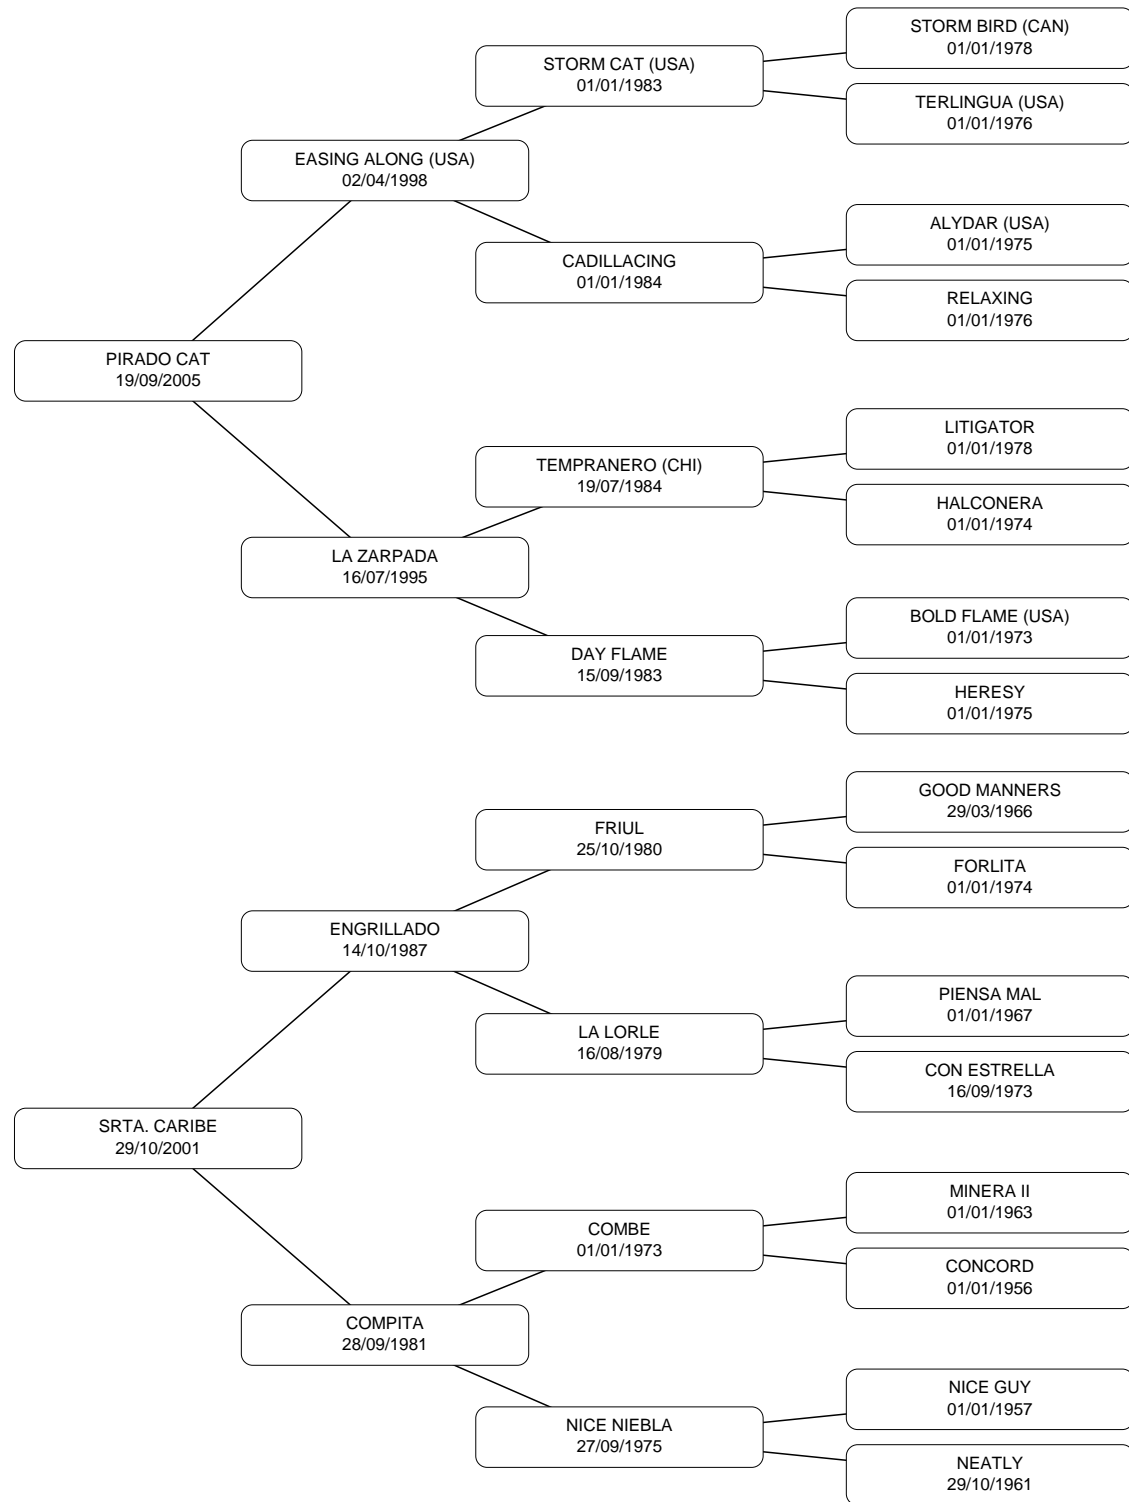 STORM BIRD (CAN)
01/01/1978
STORM CAT (USA)
01/01/1983
TERLINGUA (USA)
01/01/1976
EASING ALONG (USA)
02/04/1998
ALYDAR (USA)
01/01/1975
CADILLACING
01/01/1984
RELAXING
01/01/1976
PIRADO CAT
19/09/2005
LITIGATOR
01/01/1978
TEMPRANERO (CHI)
19/07/1984
HALCONERA
01/01/1974
LA ZARPADA
16/07/1995
BOLD FLAME (USA)
01/01/1973
DAY FLAME
15/09/1983
HERESY
01/01/1975
GOOD MANNERS
29/03/1966
FRIUL
25/10/1980
FORLITA
01/01/1974
ENGRILLADO
14/10/1987
PIENSA MAL
01/01/1967
LA LORLE
16/08/1979
CON ESTRELLA
16/09/1973
SRTA. CARIBE
29/10/2001
MINERA II
01/01/1963
COMBE
01/01/1973
CONCORD
01/01/1956
COMPITA
28/09/1981
NICE GUY
01/01/1957
NICE NIEBLA
27/09/1975
NEATLY
29/10/1961